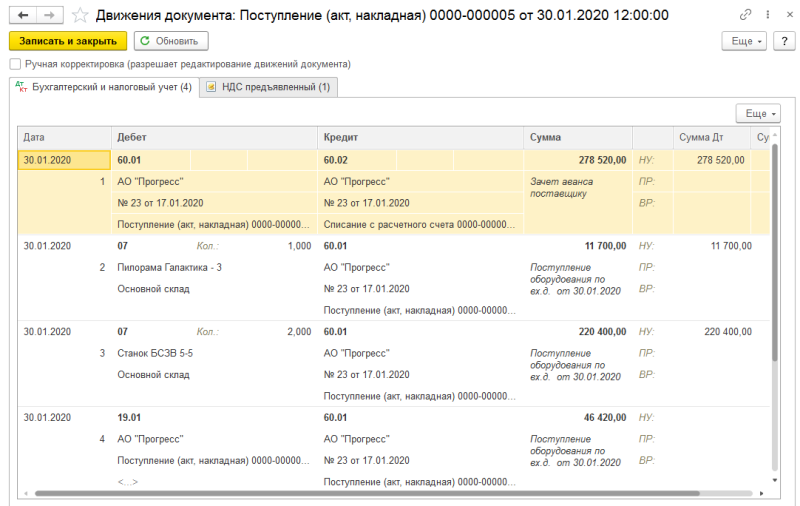 Движения документа: Поступление (акт, накладная) 0000-000005 от 30.01.2020 12:00:00
Записать и закрыть Обновить Еще ?
Ручная корректировка (разрешает редактирование движений документа)
Дт Кт Бухгалтерский и налоговый учет (4) НДС предъявленный (1)
Еще
Дата Дебет Кредит Сумма Сумма Дт Су
30.01.2020 60.01 60.02 278 520,00 НУ: 278 520,00
1 АО "Прогресс" АО "Прогресс" Зачет аванса ПР:
поставщику
№ 23 от 17.01.2020 № 23 от 17.01.2020 ВР:
Поступление (акт, накладная) 0000-00000... Списание с расчетного счета 0000-00000...
30.01.2020 07 Кол.: 1,000 60.01 11 700,00 НУ: 11 700,00
2 Пилорама Галактика - 3 АО "Прогресс" Поступление ПР:
оборудования по
Основной склад № 23 от 17.01.2020 вх.д. от 30.01.2020 ВР:
Поступление (акт, накладная) 0000-00000...
30.01.2020 07 Кол.: 2,000 60.01 220 400,00 НУ: 220 400,00
3 Станок БСЗВ 5-5 АО "Прогресс" Поступление ПР:
оборудования по
Основной склад № 23 от 17.01.2020 вх.д. от 30.01.2020 ВР:
Поступление (акт, накладная) 0000-00000...
30.01.2020 19.01 60.01 46 420,00 НУ:
4 АО "Прогресс" АО "Прогресс" Поступление ПР:
оборудования по
Поступление (акт, накладная) 0000-00000... № 23 от 17.01.2020 вх.д. от 30.01.2020 ВР:
<...> Поступление (акт, накладная) 0000-00000...